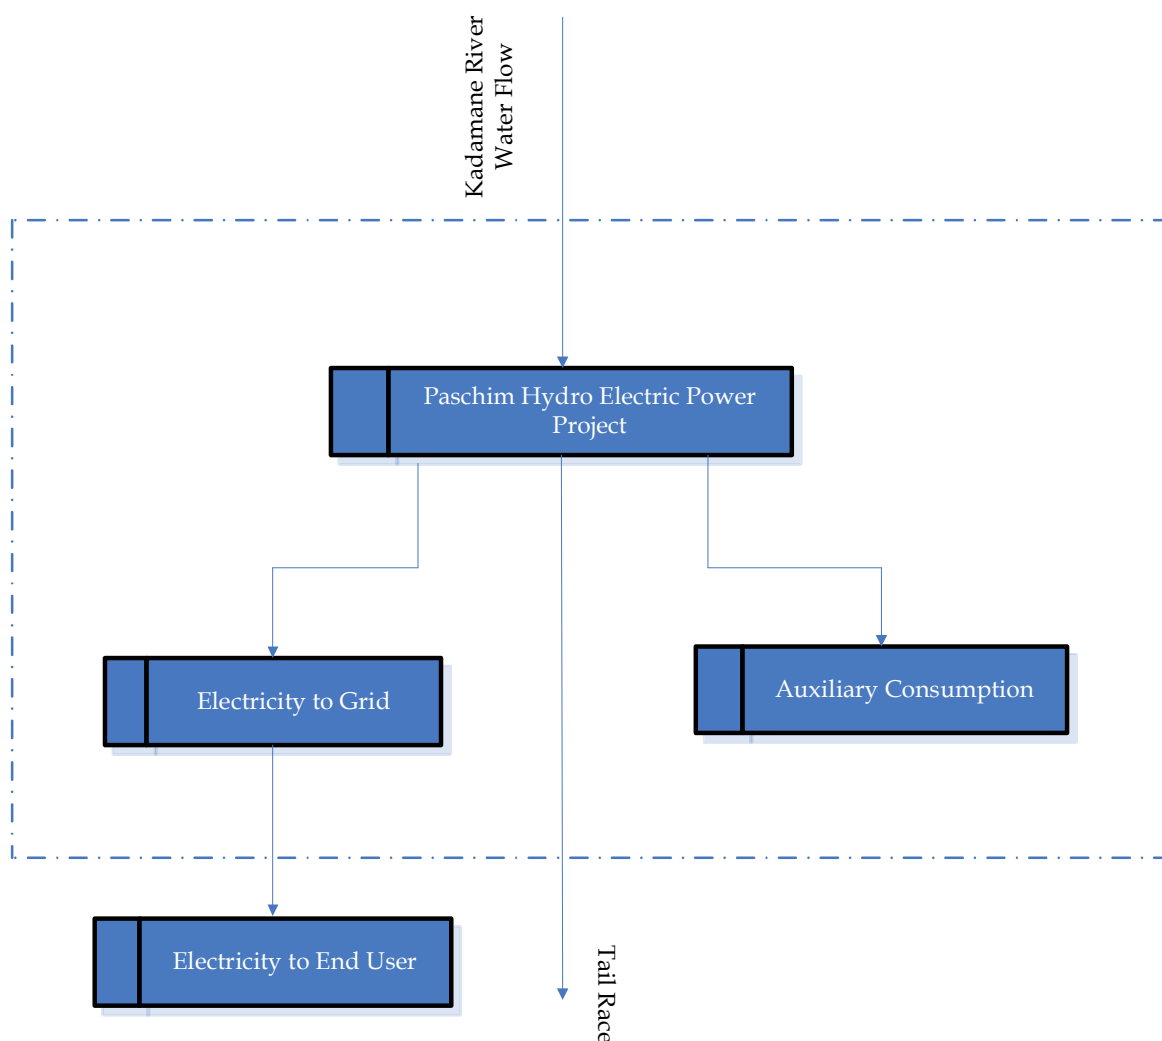 Kadamane River
Water Flow
Paschim Hydro Electric Power
Project
Electricity to Grid
Auxiliary Consumption
Electricity to End User
Tail Race